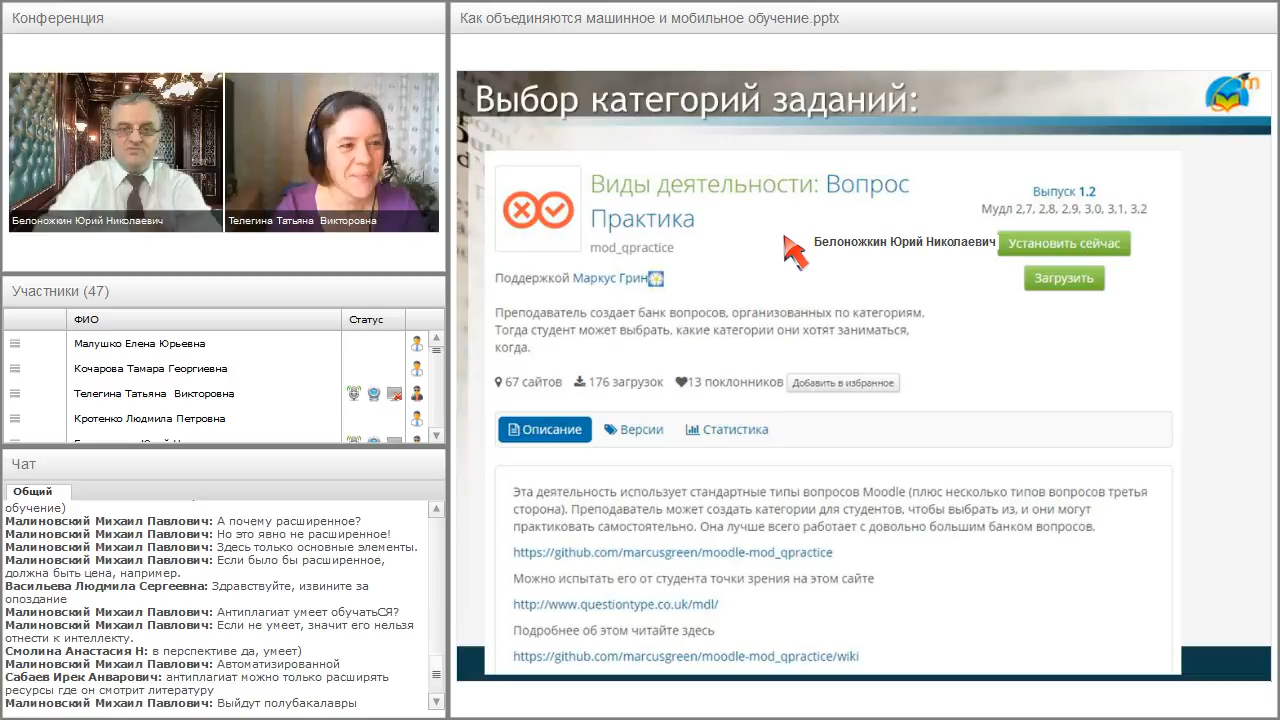 Конференция
Белоножкин Юрий Николаевич
Телегина Татьяна Викторовна
Участники (47)
ФИО
Статус
Малушко Елена Юрьевна
Кочарова Тамара Георгиевна
Телегина Татьяна Викторовна
Кротенко Людмила Петровна
Чат
Общий
обучение)
Малиновский Михаил Павлович: А почему расширенное?
Малиновский Михаил Павлович: Но это явно не расширенное!
Малиновский Михаил Павлович: Здесь только основные элементы.
Малиновский Михаил Павлович: Если было бы расширенное,
должна быть цена, например.
Васильева Людмила Сергеевна: Здравствуйте, извините за
опоздание
Малиновский Михаил Павлович: Антиплагиат умеет обучатьСЯ?
Малиновский Михаил Павлович: Если не умеет, значит его нельзя
отнести к интеллекту.
Смолина Анастасия Н: в перспективе да, умеет)
Малиновский Михаил Павлович: Автоматизированной
Сабаев Ирек Анварович: антиплагиат можно только расширять
ресурсы где он смотрит литературу
Малиновский Михаил Павлович: Выйдут полубакалавры
Как объединяются машинное и мобильное обучение.pptx
Выбор категорий заданий:
Виды деятельности: Вопрос
Практика
mod_qpractice
Выпуск 1.2
Мудл 2,7, 2,8, 2.9, 3.0, 3,1, 3,2
Белоножкин Юрий Николаевич
Установить сейчас
Загрузить
Поддержкой Маркус Грин
Преподаватель создает банк вопросов, организованных по категориям.
Тогда студент может выбрать, какие категории они хотят заниматься,
когда.
67 сайтов 176 загрузок 13 поклонников Добавить в избранное
Описание Версии Статистика
Эта деятельность использует стандартные типы вопросов Moodle (плюс несколько типов вопросов третья
сторона). Преподаватель может создать категории для студентов, чтобы выбрать из, и они могут
практиковать самостоятельно. Она лучше всего работает с довольно большим банком вопросов.
https://github.com/marcusgreen/moodle-mod_qpractice
Можно испытать его от студента точки зрения на этом сайте
http://www.questiontype.co.uk/mdl/
Подробнее об этом читайте здесь
https://github.com/marcusgreen/moodle-mod_qpractice/wiki